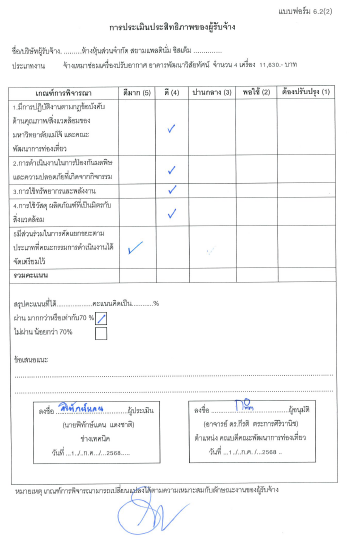 แบบฟอร์ม 6.2(2)
การประเมินประสิทธิภาพของผู้รับจ้าง
ชื่อ/บริษัทผู้รับจ้าง..........ห้างหุ้นส่วนจำกัด สยามแพลตินั่ม ซิสเต็ม....................
ประเภทงาน จ้างเหมาซ่อมเครื่องปรับอากาศ อาคารพัฒนาวิสัยทัศน์ จำนวน 4 เครื่อง 11,630.- บาท
เกณฑ์การพิจารณา ดีมาก (5) ดี (4) ปานกลาง (3) พอใช้ (2) ต้องปรับปรุง (1)
1.มีการปฏิบัติงานตามกฎข้อบังคับ
ด้านคุณภาพ/สิ่งแวดล้อมของ
มหาวิทยาลัยแม่โจ้ และคณะ
พัฒนาการท่องเที่ยว
2.การดำเนินงานในการป้องกันมลพิษ
และความปลอดภัยที่เกิดจากกิจกรรม
3.การใช้ทรัพยากรและพลังงาน
4.การใช้วัสดุ ผลิตภัณฑ์ที่เป็นมิตรกับ
สิ่งแวดล้อม
5มีส่วนร่วมในการคัดแยกขยะตาม
ประเภทที่คณะกรรมการดำเนินงานได้
จัดเตรียมไว้
รวมคะแนน
สรุปคะแนนที่ได้....................คะแนนคิดเป็น............%
ผ่าน มากกว่าหรือเท่ากับ70 %
ไม่ผ่าน น้อยกว่า 70%
ข้อเสนอแนะ
ลงชื่อ พิทักษ์แดน ผู้ประเมิน
(นายพิทักษ์แดน แดงชาติ)
ช่างเทคนิค
วันที่ ...1../..ก.ค.../...2568.....
ลงชื่อ ผู้อนุมัติ
(อาจารย์ ดร.กีรติ ตระการศิริวานิช)
ตำแหน่ง คณบดีคณะพัฒนาการท่องเที่ยว
วันที่ ...1../..ก.ค.../...2568...
หมายเหตุ เกณฑ์การพิจารณาสามารถเปลี่ยนแปลงได้ตามความเหมาะสมกับลักษณะงานของผู้รับจ้าง